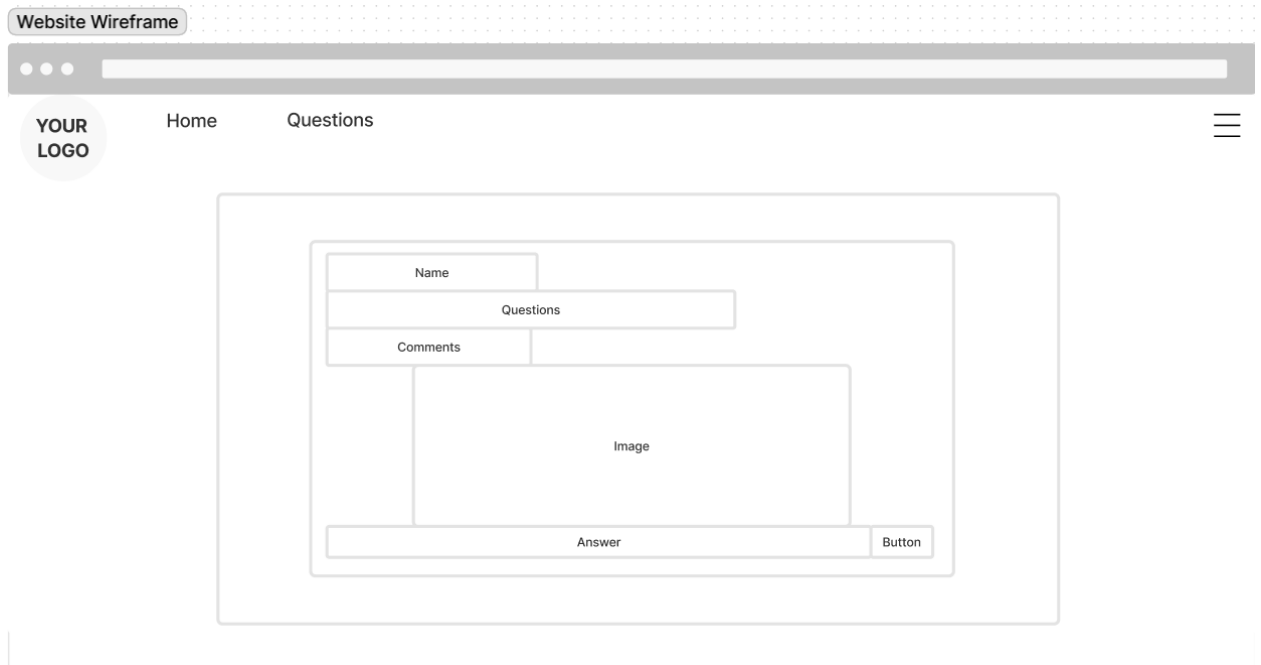 Website Wireframe
YOUR
LOGO
Home
Questions
Name
Questions
Comments
Image
Answer
Button